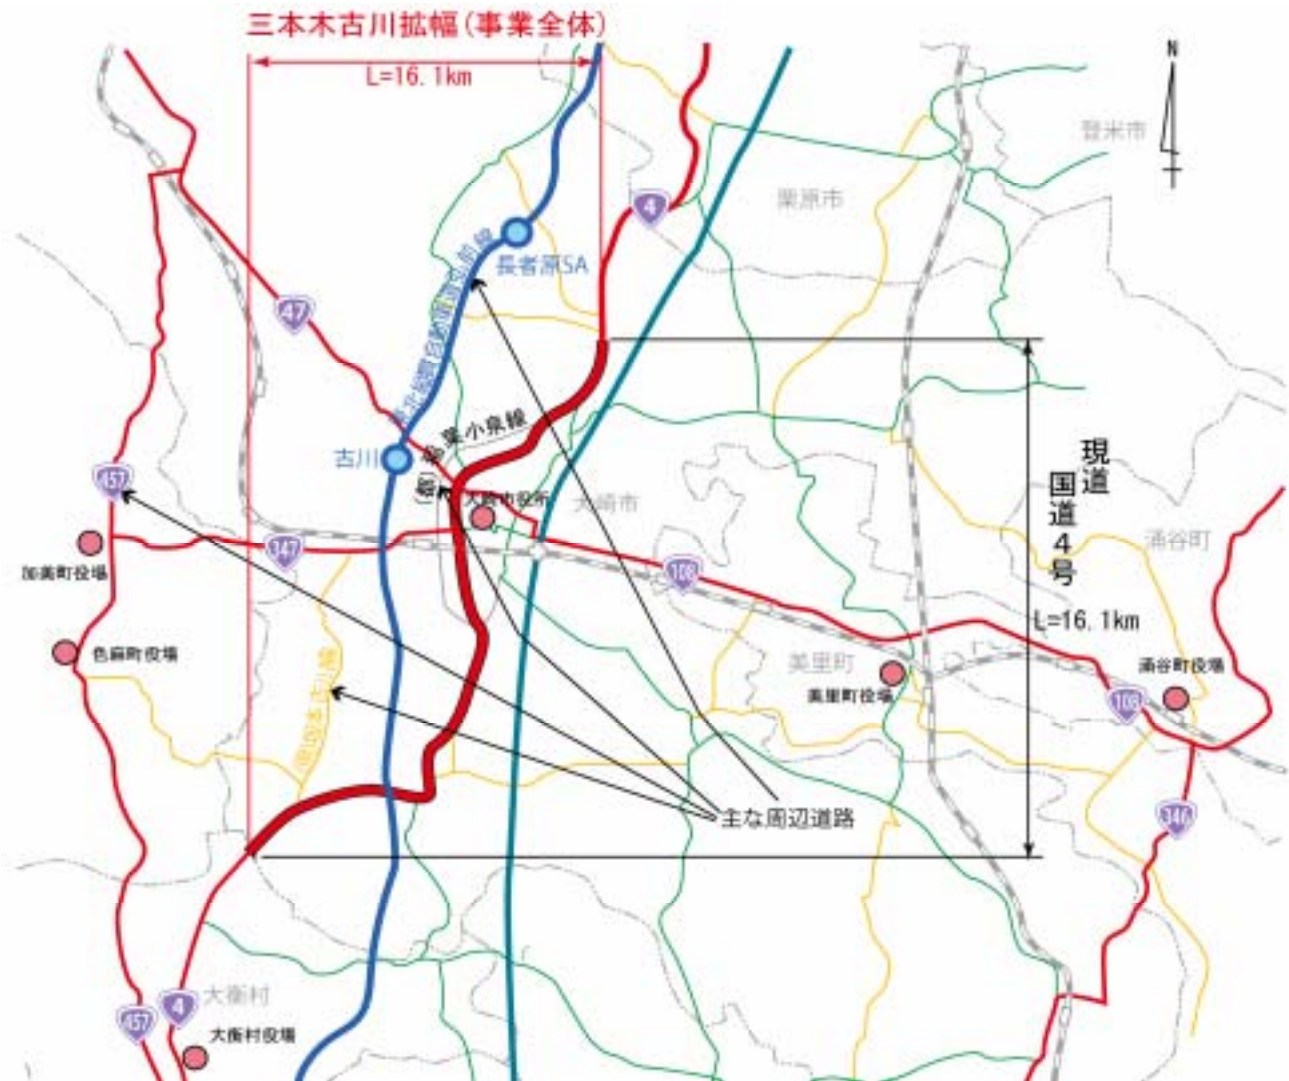 三本木古川拡幅（事業全体）
L=16.1km
N
登米市
栗原市
4
長者原SA
47
葉小泉線
古川
457
大崎市役所
大崎市
現道
国道4号
L=16.1km
涌谷町
347
108
加美町役場
色麻町役場
美里町
美里町役場
涌谷町役場
108
346
主な周辺道路
4
457
大衡村
大衡村役場